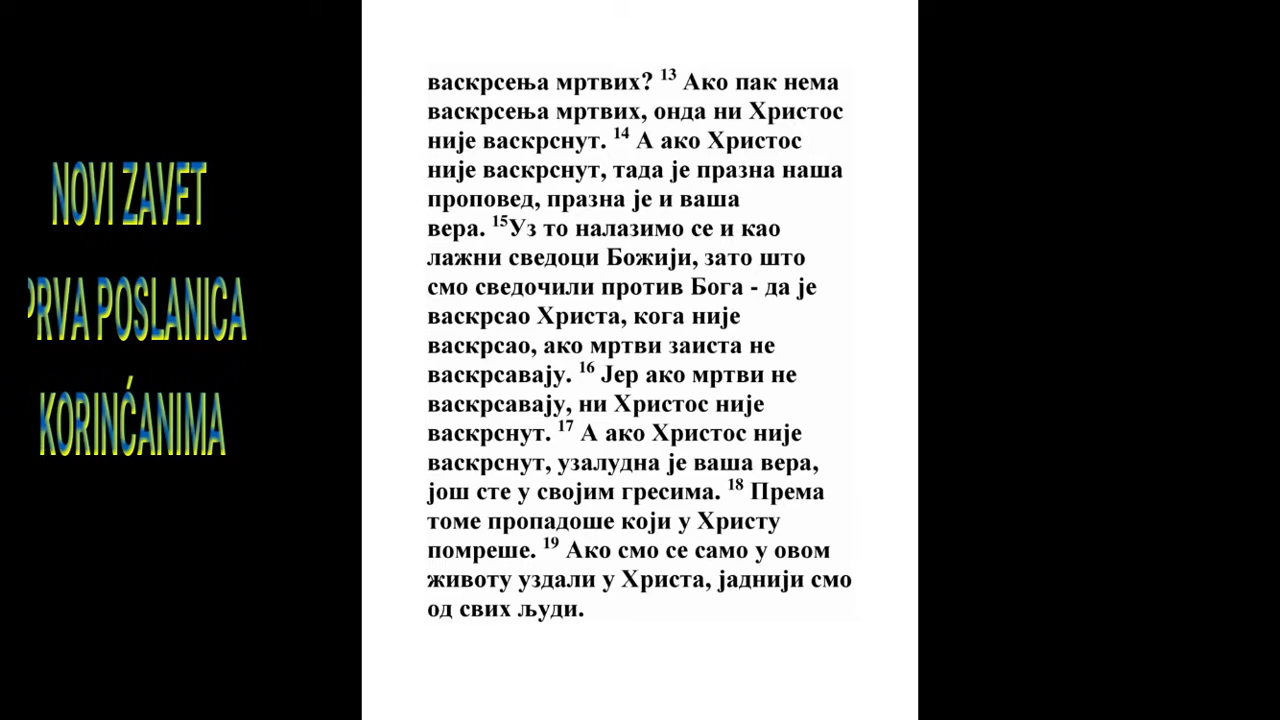 NOVI ZAVET
PRVA POSLANICA
KORINĆANIMA
васкрсења мртвих? 13 Ако пак нема
васкрсења мртвих, онда ни Христос
није васкрснут. 14 А ако Христос
није васкрснут, тада је празна наша
проповед, празна је и ваша
вера. 15Уз то налазимо се и као
лажни сведоци Божији, зато што
смо сведочили против Бога - да је
васкрсао Христа, кога није
васкрсао, ако мртви заиста не
васкрсавају. 16 Јер ако мртви не
васкрсавају, ни Христос није
васкрснут. 17 А ако Христос није
васкрснут, узалудна је ваша вера,
још сте у својим гресима. 18 Према
томе пропадоше који у Христу
помреше. 19 Ако смо се само у овом
животу уздали у Христа, јаднији смо
од свих људи.